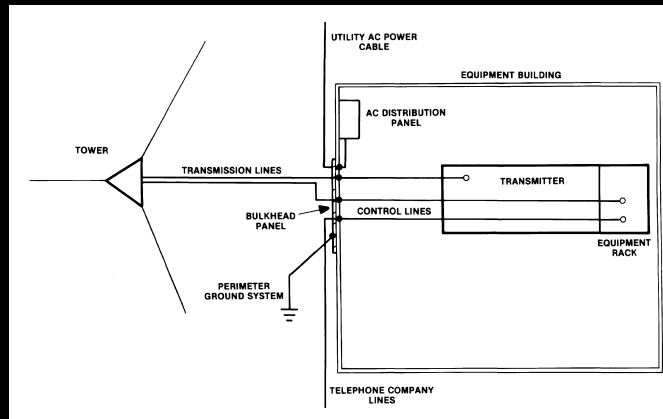 UTILITY AC POWER
CABLE
EQUIPMENT BUILDING
AC DISTRIBUTION
PANEL
TOWER
TRANSMISSION LINES
TRANSMITTER
BULKHEAD
PANEL
CONTROL LINES
EQUIPMENT
RACK
PERIMETER
GROUND SYSTEM
TELEPHONE COMPANY
LINES